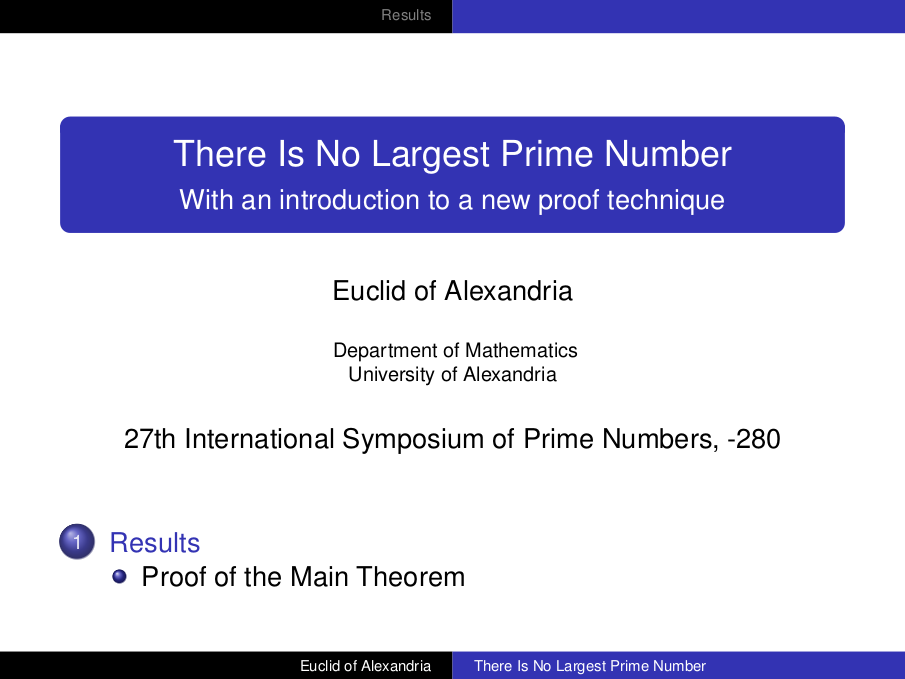 Results
There Is No Largest Prime Number
With an introduction to a new proof technique
Euclid of Alexandria
Department of Mathematics
University of Alexandria
27th International Symposium of Prime Numbers, -280
1 Results
Proof of the Main Theorem
Euclid of Alexandria There Is No Largest Prime Number